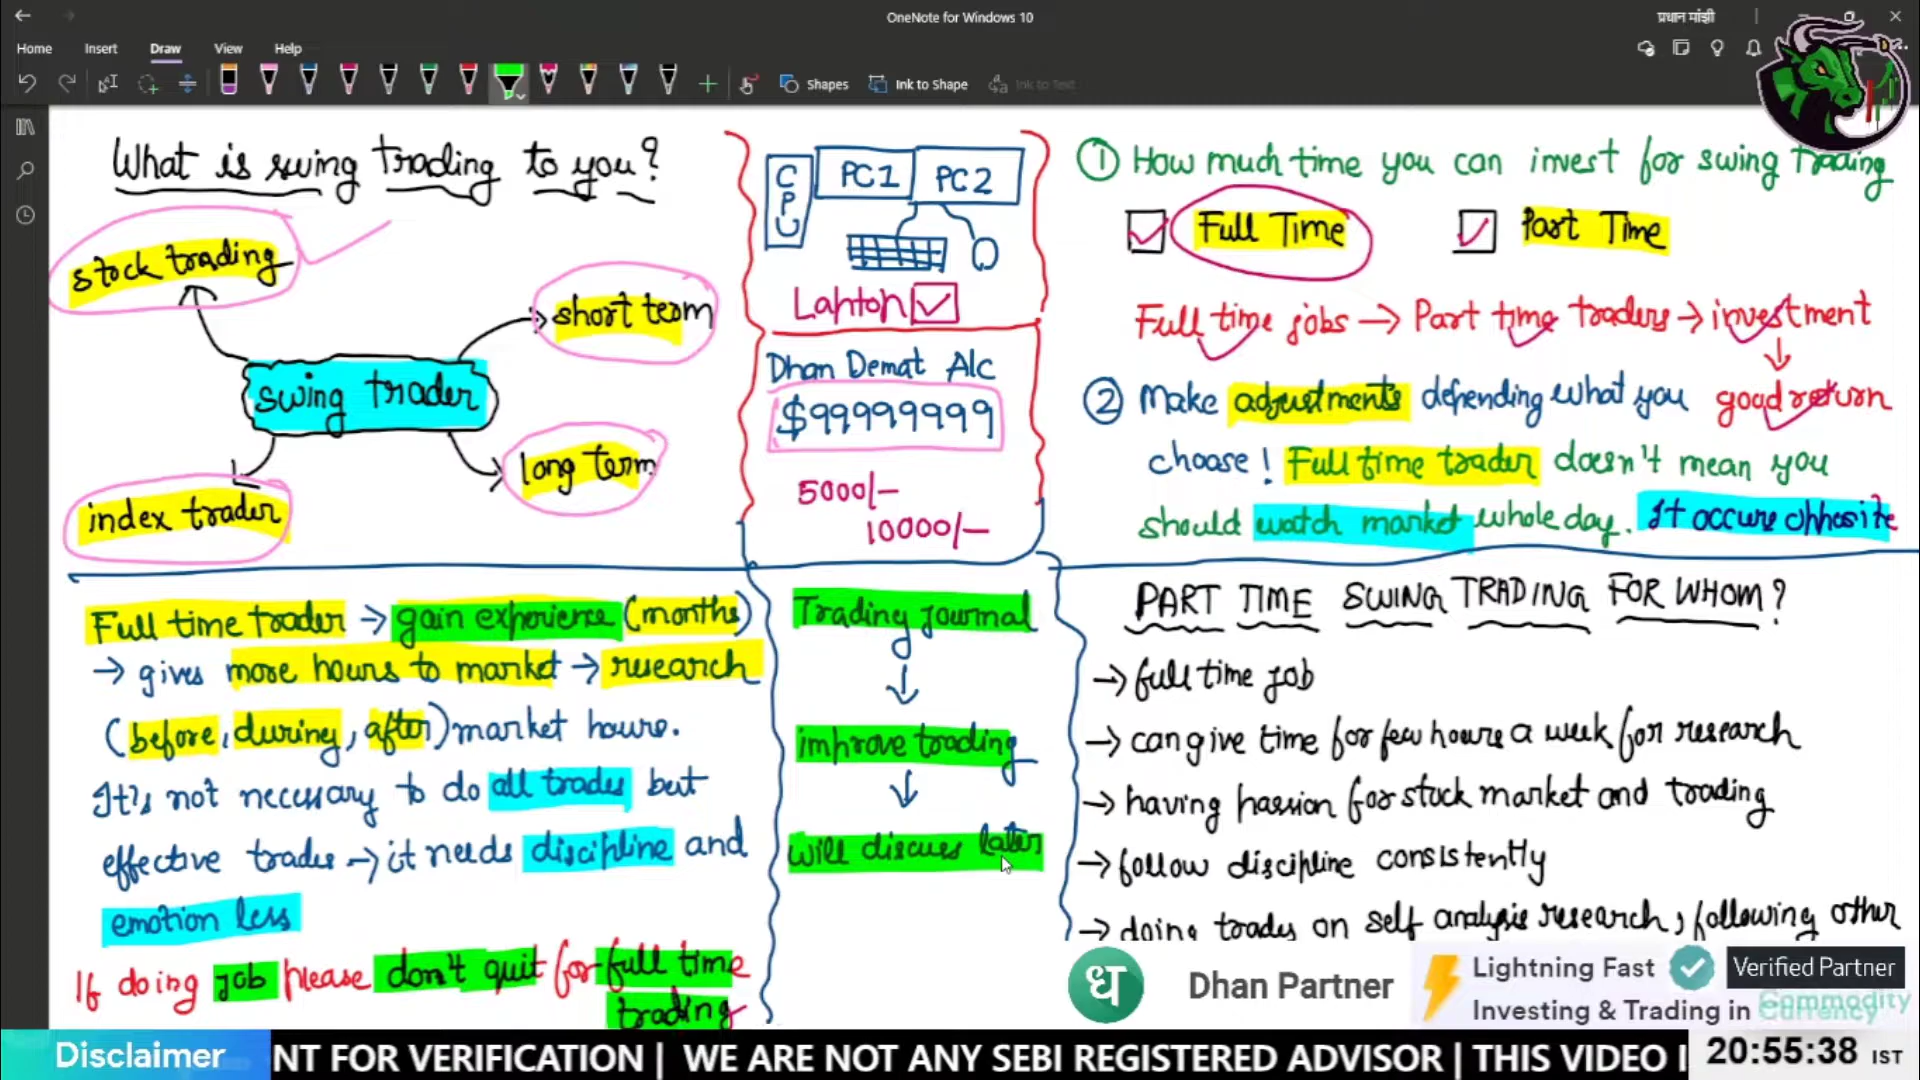 OneNote for Windows 10
प्रधान मांझी
Home Insert Draw View Help
Shapes Ink to Shape Ink to Text
What is swing trading to you?
stock trading
short term
swing trader
long term
index trader
CPU PC1 PC2
Lahtoh
Dhan Demat A/c
$99999999
5000/-
10000/-
① How much time you can invest for swing trading
Full Time Part Time
Full time jobs → Part time traders → investment
↓
② Make adjustments defending what you good return
choose! Full time trader doesn't mean you
should watch market whole day. It occurs opposite
Full time trader → gain experience (months)
→ gives more hours to market → research
(before, during, after) market hours.
It's not necessary to do all trades but
effective trades → it needs discipline and
emotion less
If doing job please don't quit for full time
trading
Trading Journal
↓
improve trading
↓
will discuss later
PART TIME SWING TRADING FOR WHOM?
→ full time job
→ can give time for few hours a week for research
→ having passion for stock market and trading
→ follow discipline consistently
→ doing trades on self analysis research, following other
ध Dhan Partner
Lightning Fast Verified Partner
Investing & Trading in Commodity
Currency
Disclaimer NT FOR VERIFICATION | WE ARE NOT ANY SEBI REGISTERED ADVISOR | THIS VIDEO I
20:55:38 IST